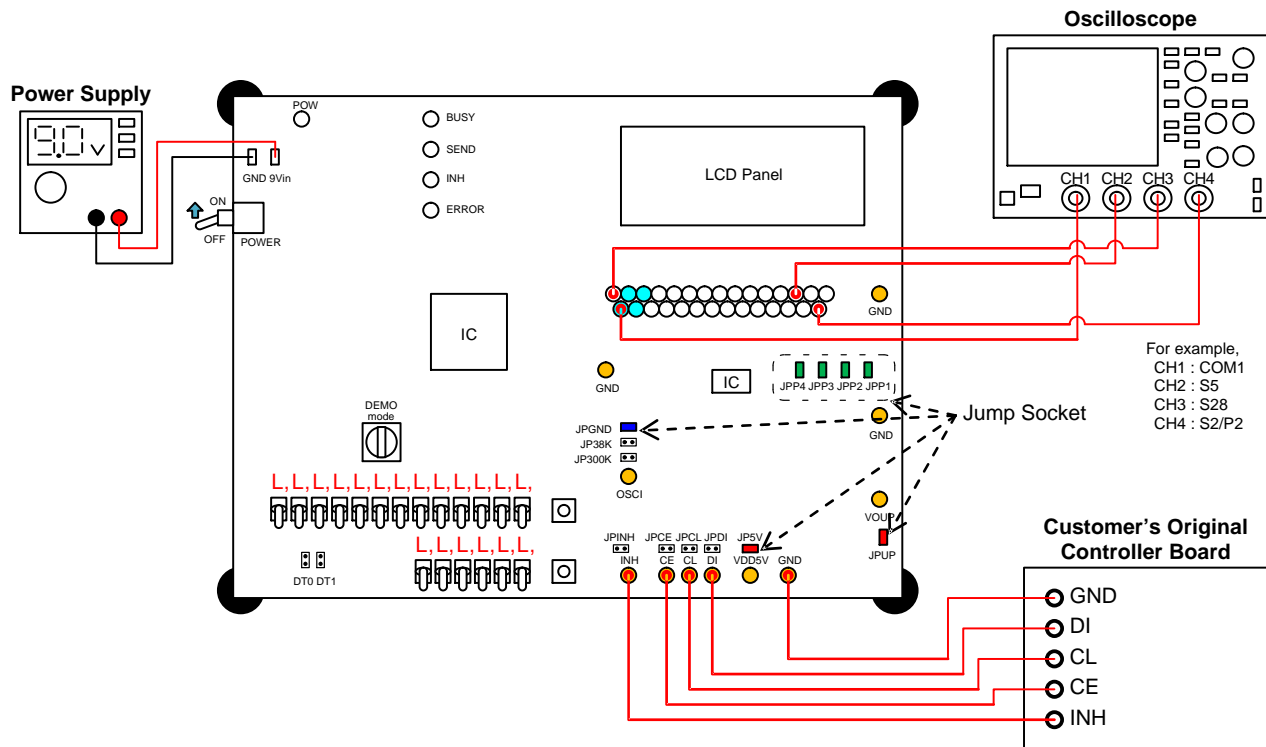 Oscilloscope
Power Supply
9.0 v
POW
BUSY
SEND
INH
ERROR
LCD Panel
CH1 CH2 CH3 CH4
GND 9Vin
ON
OFF
POWER
GND
IC
For example,
CH1 : COM1
CH2 : S5
CH3 : S28
CH4 : S2/P2
GND
IC
JPP4 JPP3 JPP2 JPP1
Jump Socket
GND
DEMO
mode
JPGND
JP38K
JP300K
OSCI
L, L, L, L, L, L, L, L, L, L, L, L, L,
VOUP
JPUP
L, L, L, L, L, L,
DT0 DT1
JPINH JPCE JPCL JPDI JP5V
INH CE CL DI VDD5V GND
Customer's Original
Controller Board
GND
DI
CL
CE
INH